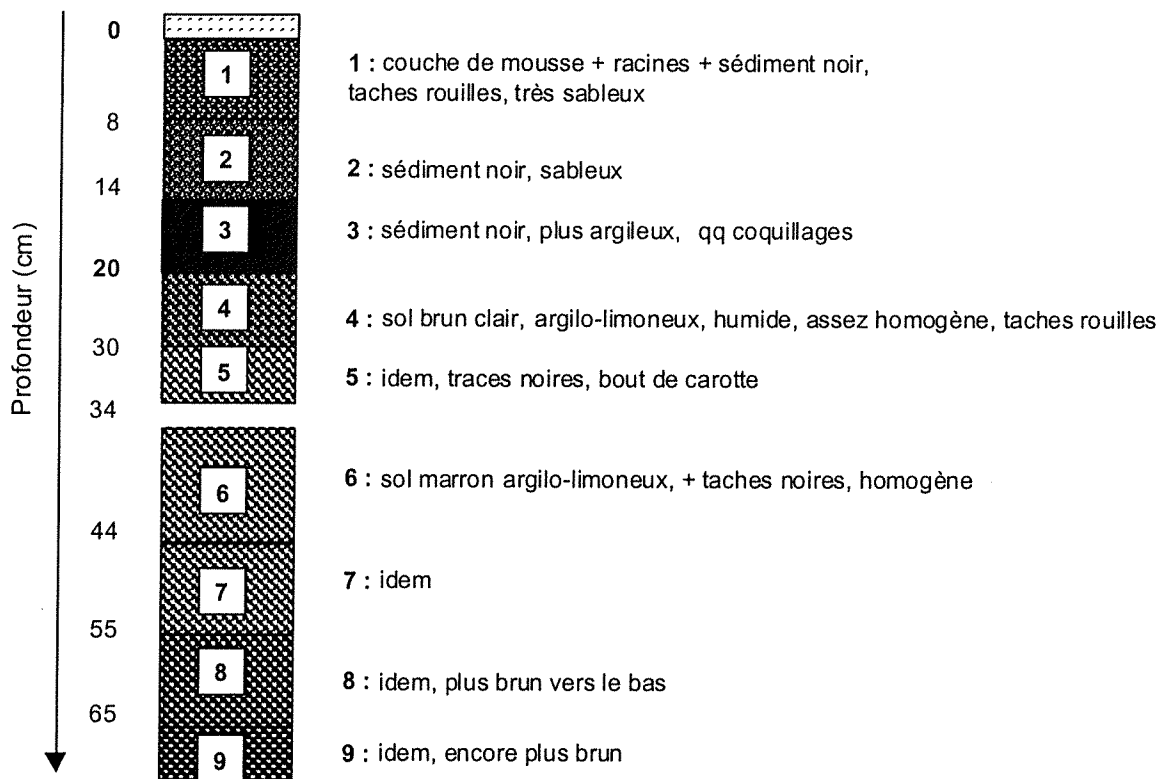 Profondeur (cm)
0
1
1 : couche de mousse + racines + sédiment noir,
taches rouilles, très sableux
8
2
2 : sédiment noir, sableux
14
3
3 : sédiment noir, plus argileux, qq coquillages
20
4
4 : sol brun clair, argilo-limoneux, humide, assez homogène, taches rouilles
30
5
5 : idem, traces noires, bout de carotte
34
6
6 : sol marron argilo-limoneux, + taches noires, homogène
44
7
7 : idem
55
8
8 : idem, plus brun vers le bas
65
9
9 : idem, encore plus brun